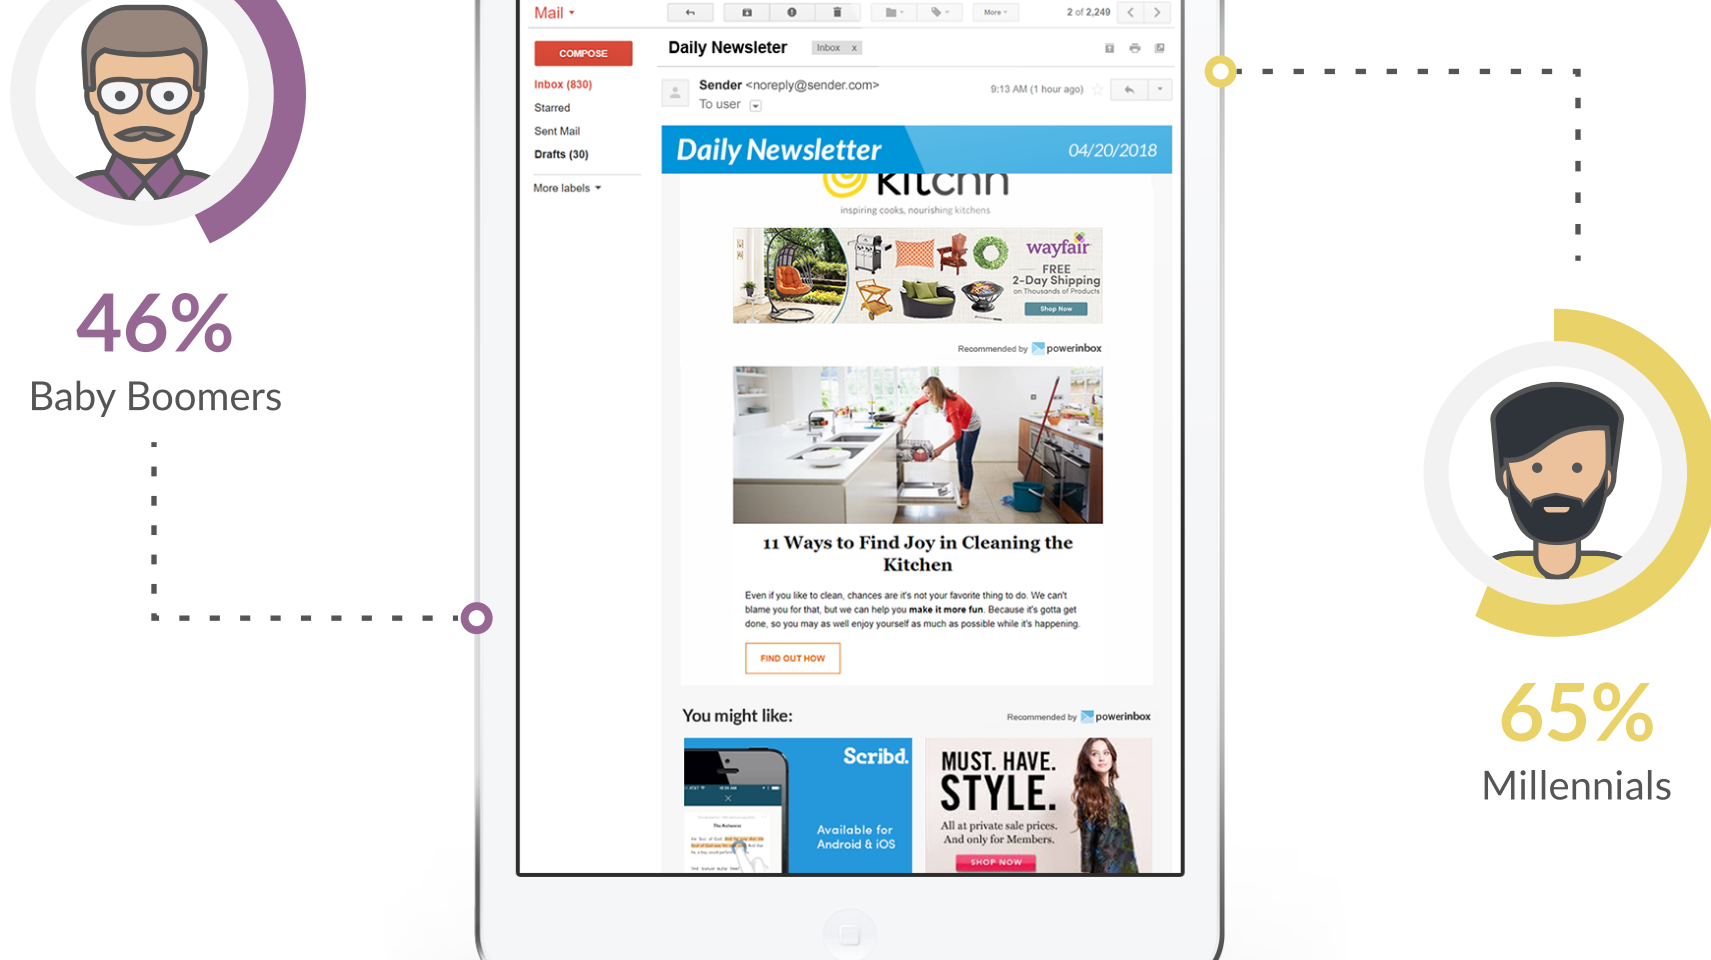 Mail
More
2 of 2,249
COMPOSE
Daily Newsleter
Inbox x
Inbox (830)
Starred
Sent Mail
Drafts (30)
More labels
Sender <noreply@sender.com>
To user
9:13 AM (1 hour ago)
Daily Newsletter
04/20/2018
kitchn
inspiring cooks, nourishing kitchens
wayfair
FREE
2-Day Shipping
on Thousands of Products
Shop Now
Recommended by powerinbox
11 Ways to Find Joy in Cleaning the
Kitchen
Even if you like to clean, chances are it's not your favorite thing to do. We can't
blame you for that, but we can help you make it more fun. Because it's gotta get
done, so you may as well enjoy yourself as much as possible while it's happening.
FIND OUT HOW
You might like:
Recommended by powerinbox
Scribd.
Available for
Android & iOS
The Alchemist
MUST. HAVE.
STYLE.
All at private sale prices.
And only for Members.
SHOP NOW
46%
Baby Boomers
65%
Millennials